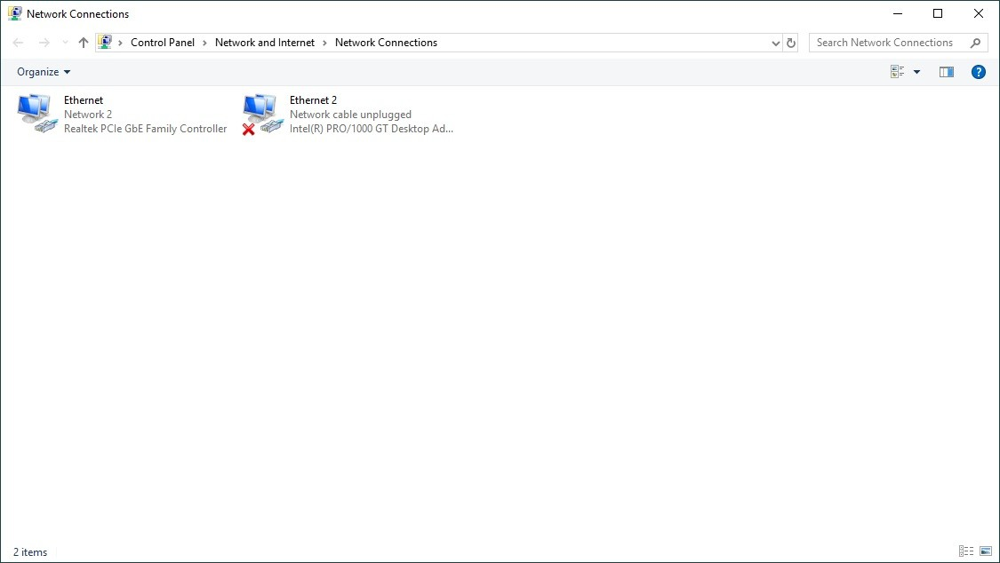 Network Connections
Control Panel > Network and Internet > Network Connections
Search Network Connections
Organize
?
Ethernet
Network 2
Realtek PCIe GbE Family Controller
Ethernet 2
Network cable unplugged
Intel(R) PRO/1000 GT Desktop Ad...
2 items